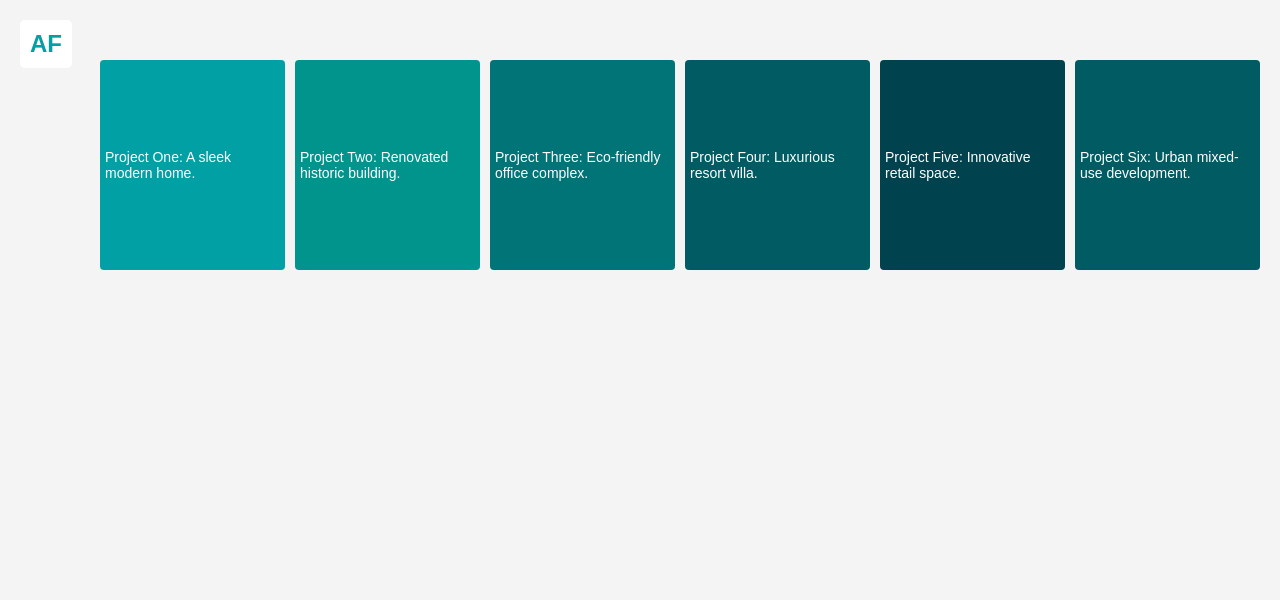 AF
Project One: A sleek
modern home.
Project Two: Renovated
historic building.
Project Three: Eco-friendly
office complex.
Project Four: Luxurious
resort villa.
Project Five: Innovative
retail space.
Project Six: Urban mixed-
use development.